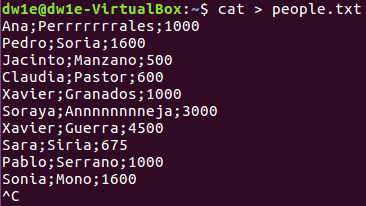 dw1e@dw1e-VirtualBox:~$ cat > people.txt
Ana;Perrrrrrrales;1000
Pedro;Soria;1600
Jacinto;Manzano;500
Claudia;Pastor;600
Xavier;Granados;1000
Soraya;Annnnnnnneja;3000
Xavier;Guerra;4500
Sara;Siria;675
Pablo;Serrano;1000
Sonia;Mono;1600
^C